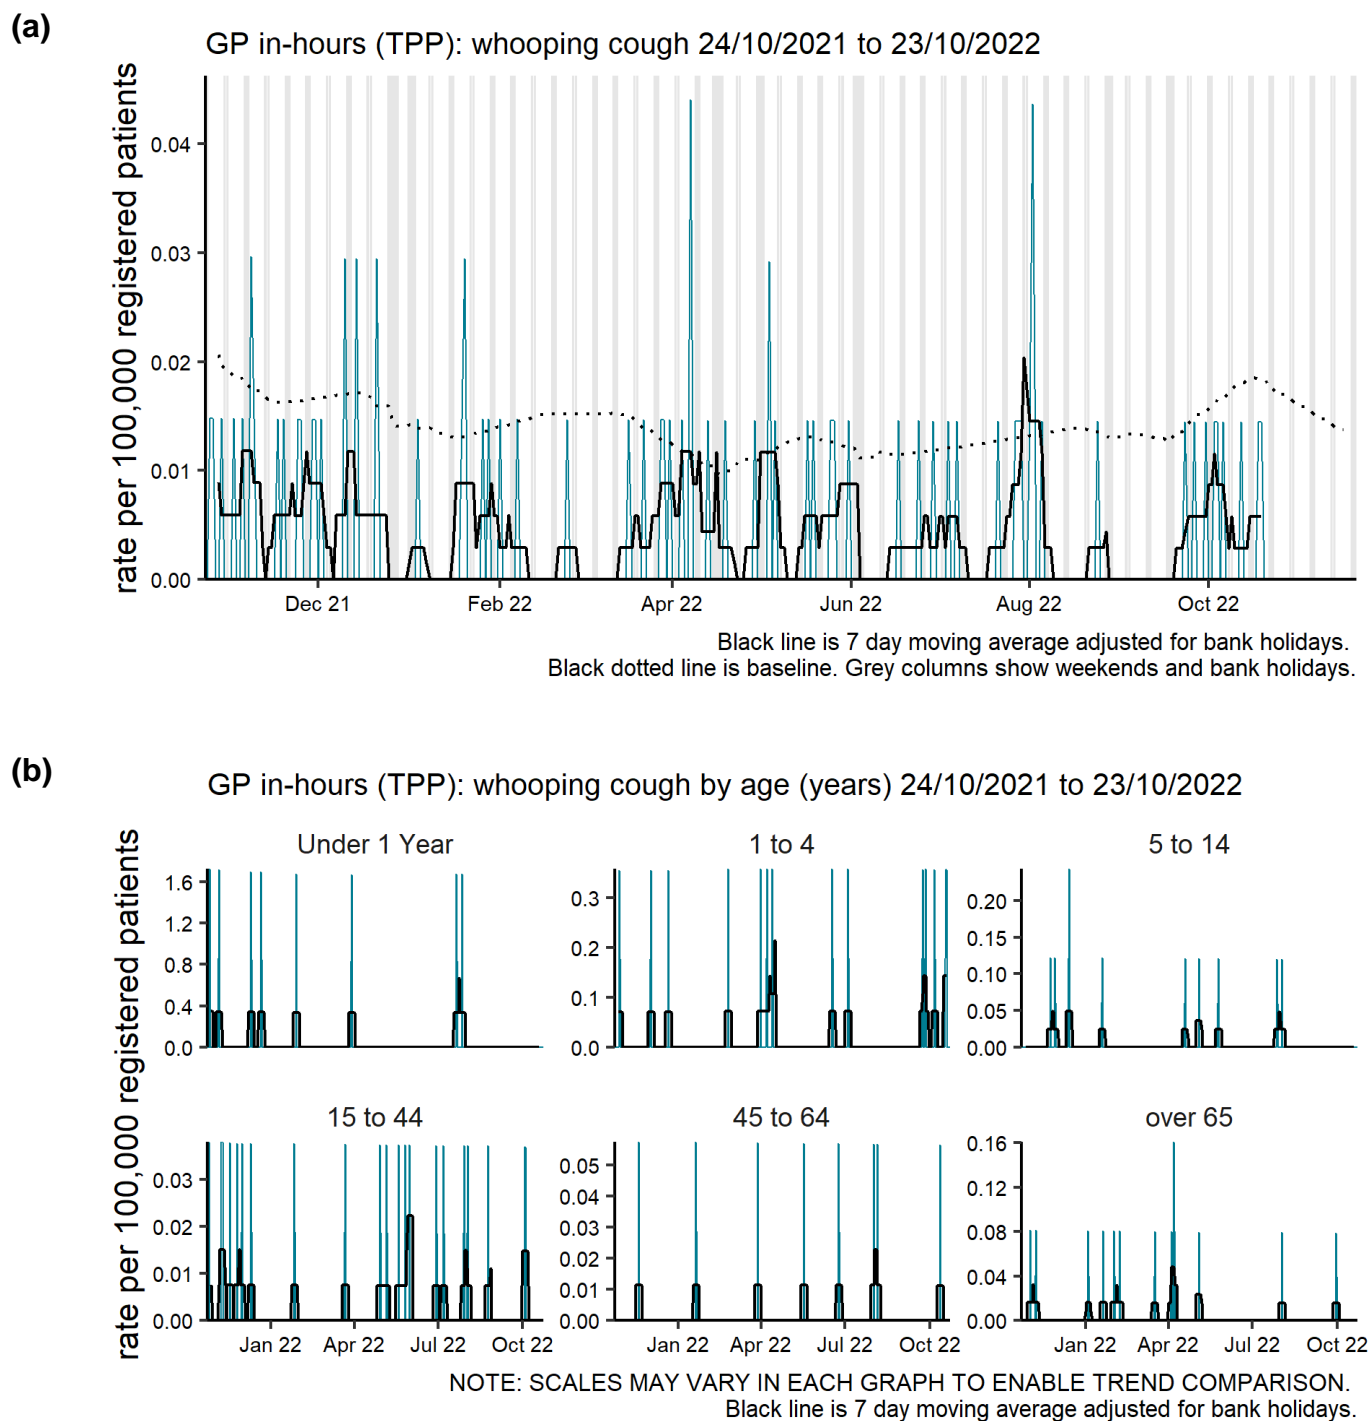 (a)
GP in-hours (TPP): whooping cough 24/10/2021 to 23/10/2022
rate per 100,000 registered patients
0.04
0.03
0.02
0.01
0.00
Dec 21 Feb 22 Apr 22 Jun 22 Aug 22 Oct 22
Black line is 7 day moving average adjusted for bank holidays.
Black dotted line is baseline. Grey columns show weekends and bank holidays.
(b)
GP in-hours (TPP): whooping cough by age (years) 24/10/2021 to 23/10/2022
rate per 100,000 registered patients
Under 1 Year
1.6
1.2
0.8
0.4
0.0
1 to 4
0.3
0.2
0.1
0.0
5 to 14
0.20
0.15
0.10
0.05
0.00
15 to 44
0.03
0.02
0.01
0.00
Jan 22 Apr 22 Jul 22 Oct 22
45 to 64
0.05
0.04
0.03
0.02
0.01
0.00
Jan 22 Apr 22 Jul 22 Oct 22
over 65
0.16
0.12
0.08
0.04
0.00
Jan 22 Apr 22 Jul 22 Oct 22
NOTE: SCALES MAY VARY IN EACH GRAPH TO ENABLE TREND COMPARISON.
Black line is 7 day moving average adjusted for bank holidays.